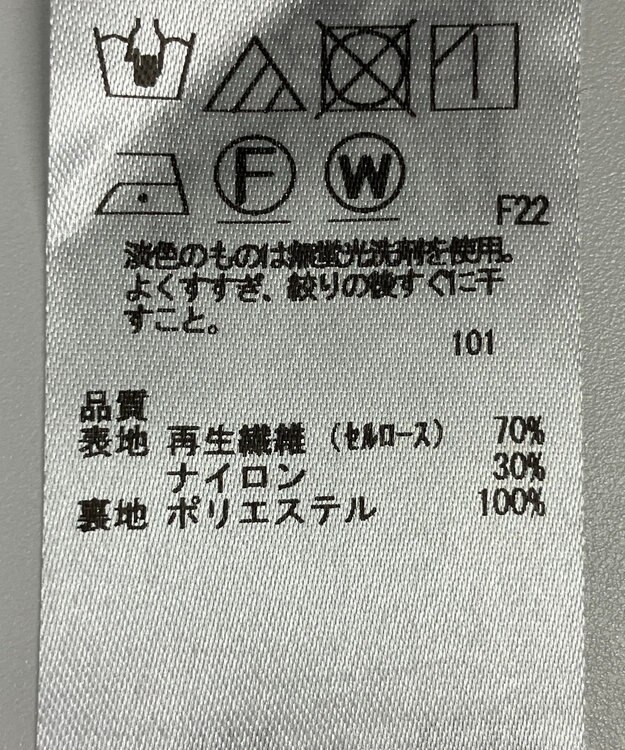 F W
F22
淡色のものは無蛍光洗剤を使用。
よくすすぎ、絞りの後すぐに干
すこと。
101
品質
表地 再生繊維 (セルロース) 70%
ナイロン 30%
裏地 ポリエステル 100%